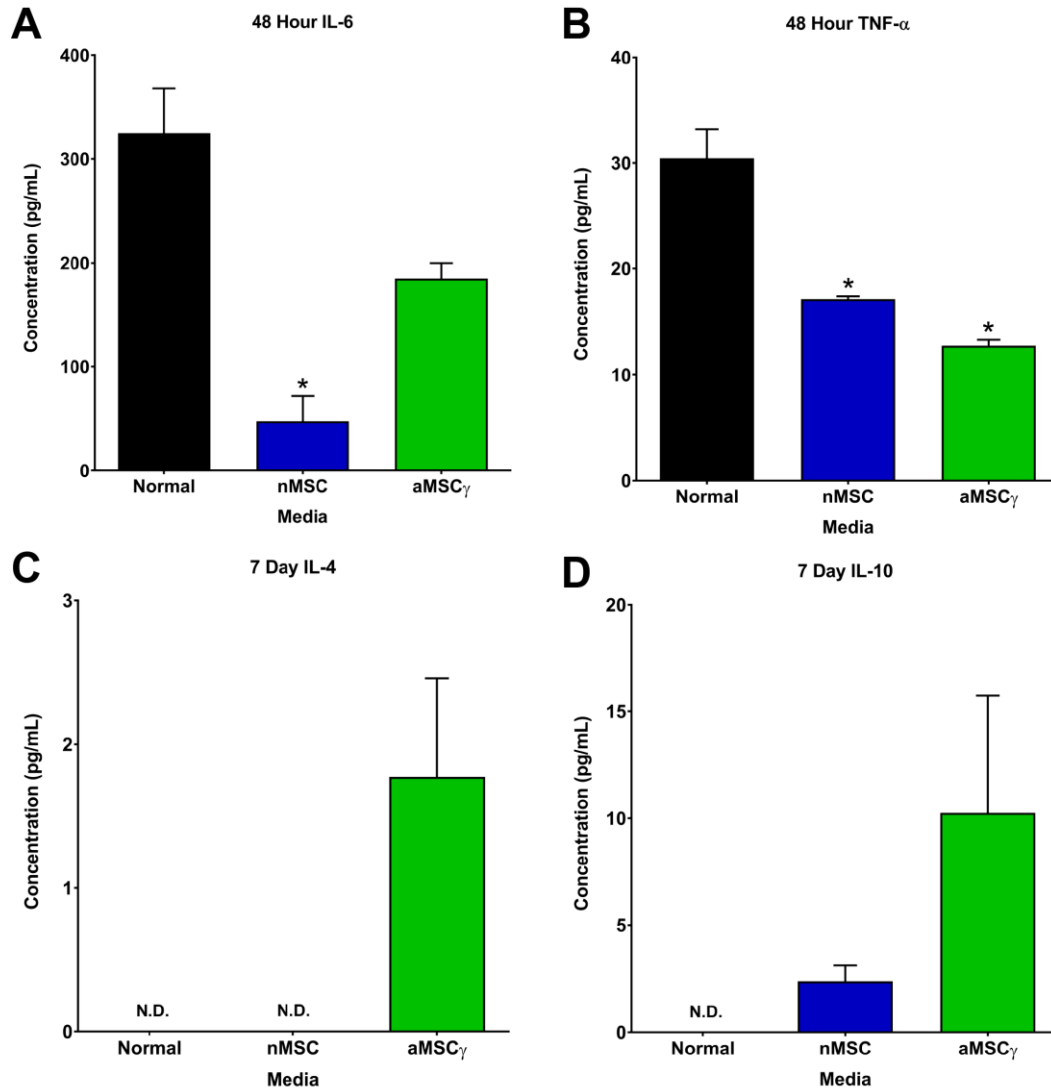 A
48 Hour IL-6
Concentration (pg/mL)
400
300
200
100
0
*
Normal
nMSC
aMSCγ
Media
B
48 Hour TNF-α
Concentration (pg/mL)
40
30
20
10
0
*
*
Normal
nMSC
aMSCγ
Media
C
7 Day IL-4
Concentration (pg/mL)
3
2
1
0
N.D.
N.D.
Normal
nMSC
aMSCγ
Media
D
7 Day IL-10
Concentration (pg/mL)
20
15
10
5
0
N.D.
Normal
nMSC
aMSCγ
Media